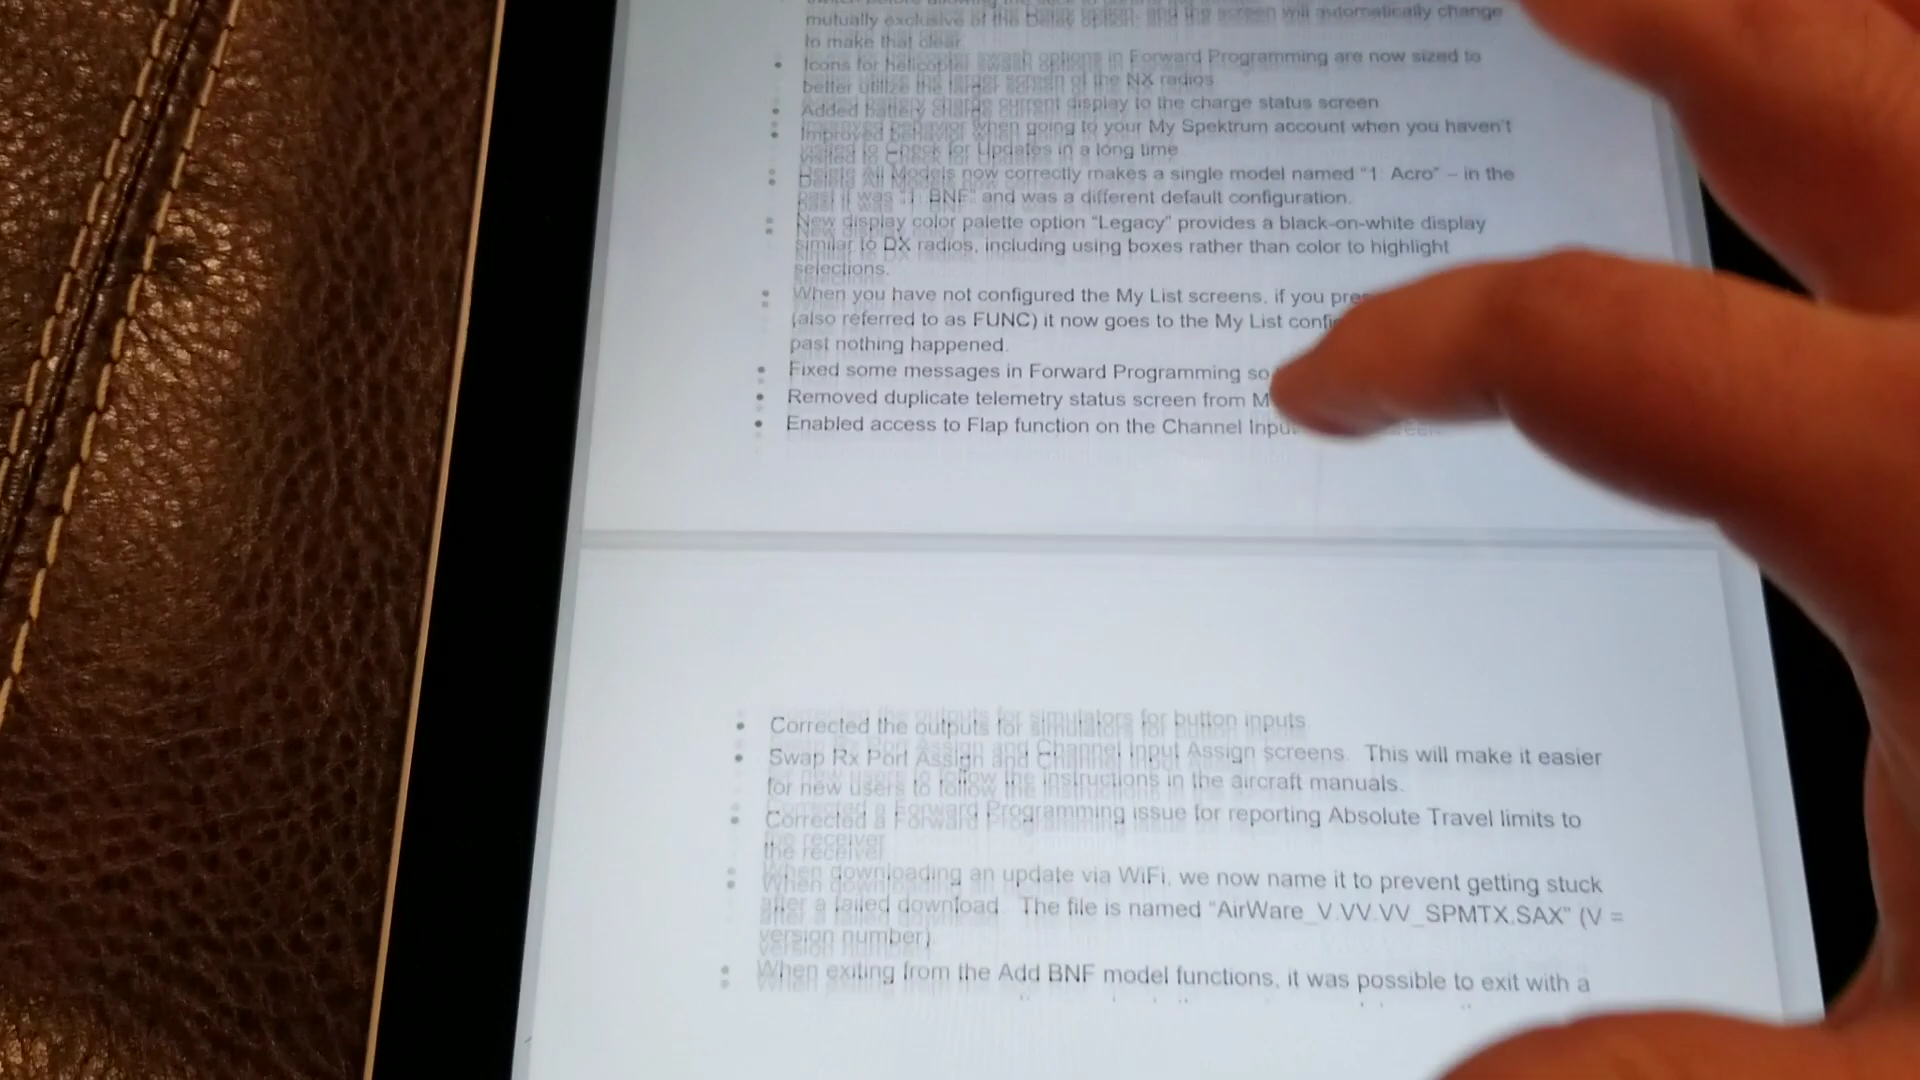 mutually exclusive of the Delay option, and the screen will automatically change
to make that clear
Icons for helicopter swash options in Forward Programming are now sized to
better utilize the larger screen of the NX radios
Added battery charge current display to the charge status screen
Improved behavior when going to your My Spektrum account when you haven't
visited to Check for Updates in a long time
Delete All Models now correctly makes a single model named "1: Acro" – in the
past it was "1: BNF" and was a different default configuration.
New display color palette option "Legacy" provides a black-on-white display
similar to DX radios, including using boxes rather than color to highlight
selections.
When you have not configured the My List screens, if you
(also referred to as FUNC) it now goes to the My List
past nothing happened.
Fixed some messages in Forward Programming so
Removed duplicate telemetry status screen from
Enabled access to Flap function on the Channel
Corrected the outputs for simulators for button inputs
Swap Rx Port Assign and Channel Input Assign screens. This will make it easier
for new users to follow the instructions in the aircraft manuals.
Corrected a Forward Programming issue for reporting Absolute Travel limits to
the receiver
When downloading an update via WiFi, we now name it to prevent getting stuck
after a failed download. The file is named "AirWare_V.VV.VV_SPMTX.SAX" (V =
version number).
When exiting from the Add BNF model functions, it was possible to exit with a